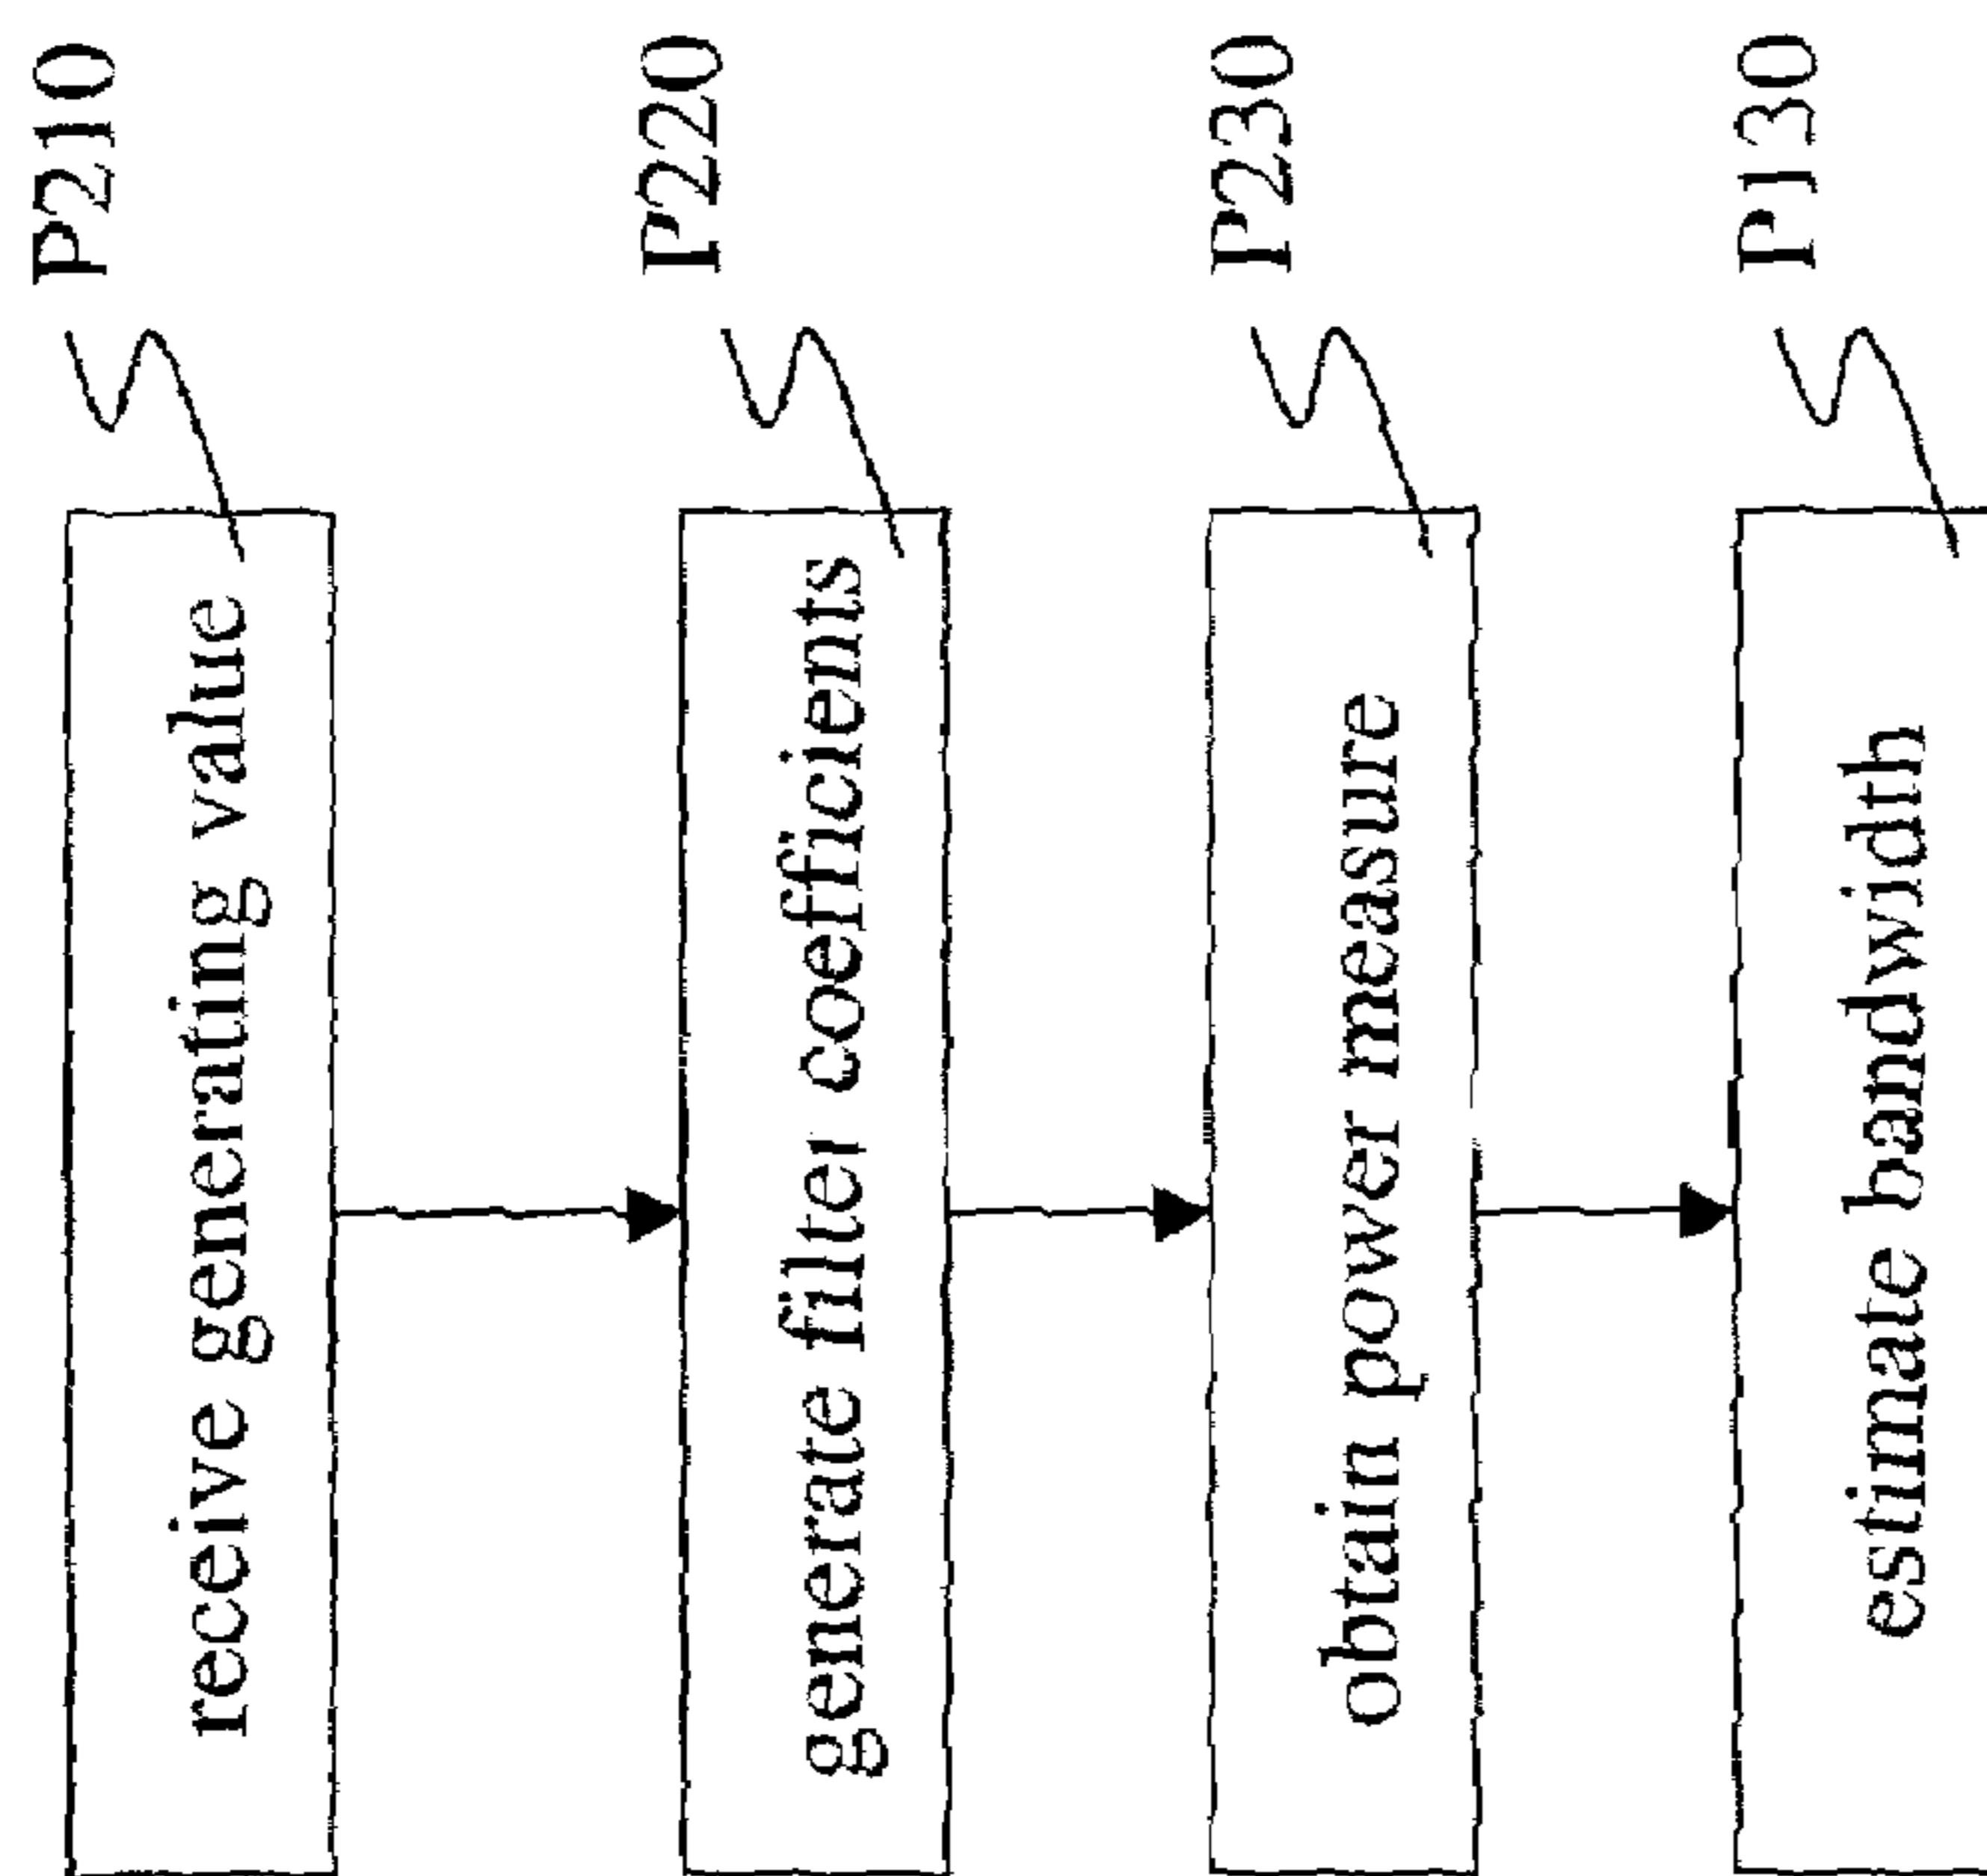 P210
receive generating value
P220
generate filter coefficients
P230
obtain power measure
P130
estimate bandwidth